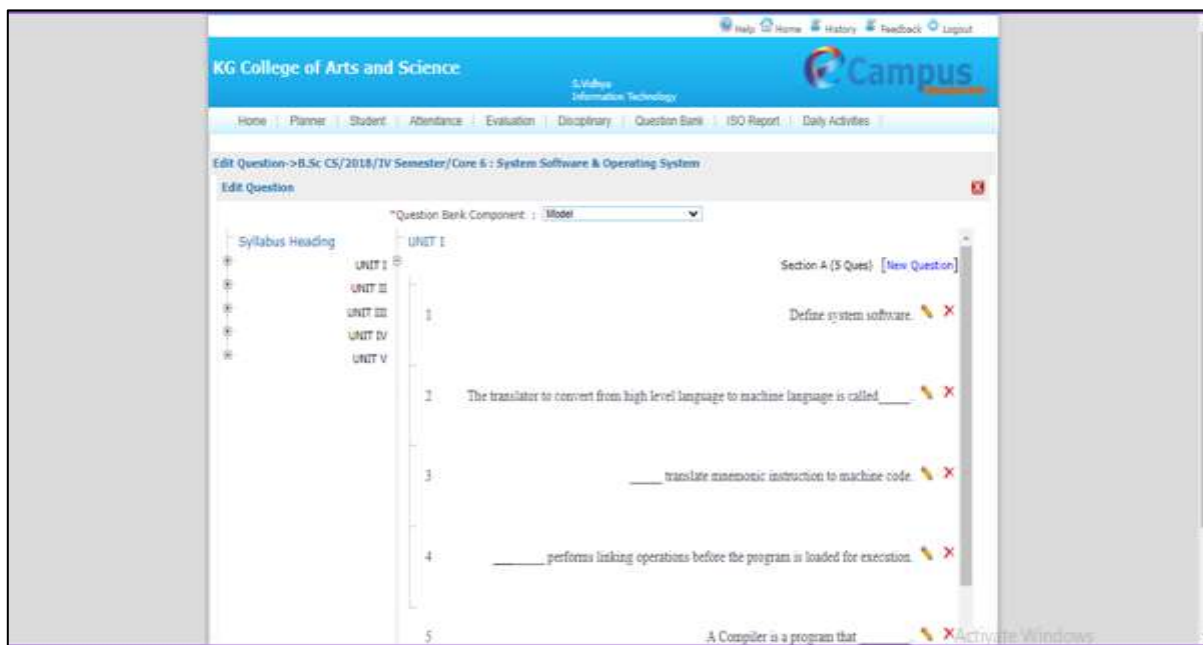 Help Home History Feedback Logout
KG College of Arts and Science
eCampus
S.Vidhya
Information Technology
Home Planner Student Attendance Evaluation Disciplinary Question Bank ISO Report Daily Activities
Edit Question->B.Sc CS/2018/IV Semester/Core 6 : System Software & Operating System
Edit Question
*Question Bank Component : Model
Syllabus Heading
UNIT I
UNIT II
UNIT III
UNIT IV
UNIT V
UNIT I
Section A (5 Ques) [New Question]
1 Define system software.
2 The translator to convert from high level language to machine language is called_____.
3 _____ translate mnemonic instruction to machine code.
4 ________ performs linking operations before the program is loaded for execution.
5 A Compiler is a program that ________.
Activate Windows